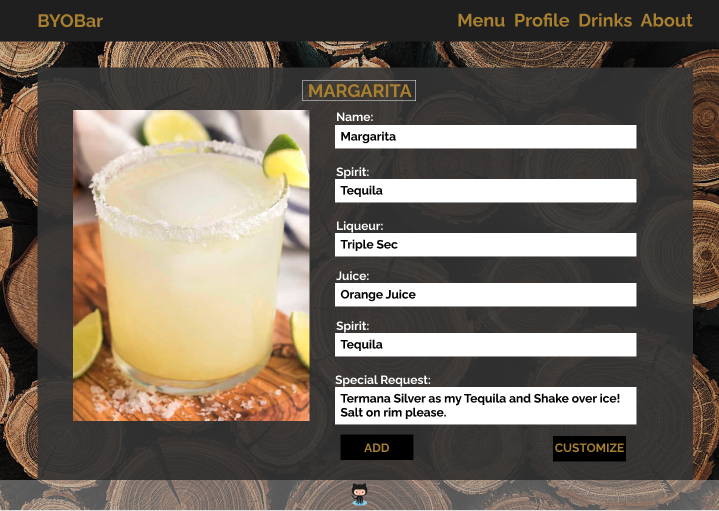 BYOBar
Menu Profile Drinks About
MARGARITA
Name:
Margarita
Spirit:
Tequila
Liqueur:
Triple Sec
Juice:
Orange Juice
Spirit:
Tequila
Special Request:
Termana Silver as my Tequila and Shake over ice!
Salt on rim please.
ADD
CUSTOMIZE